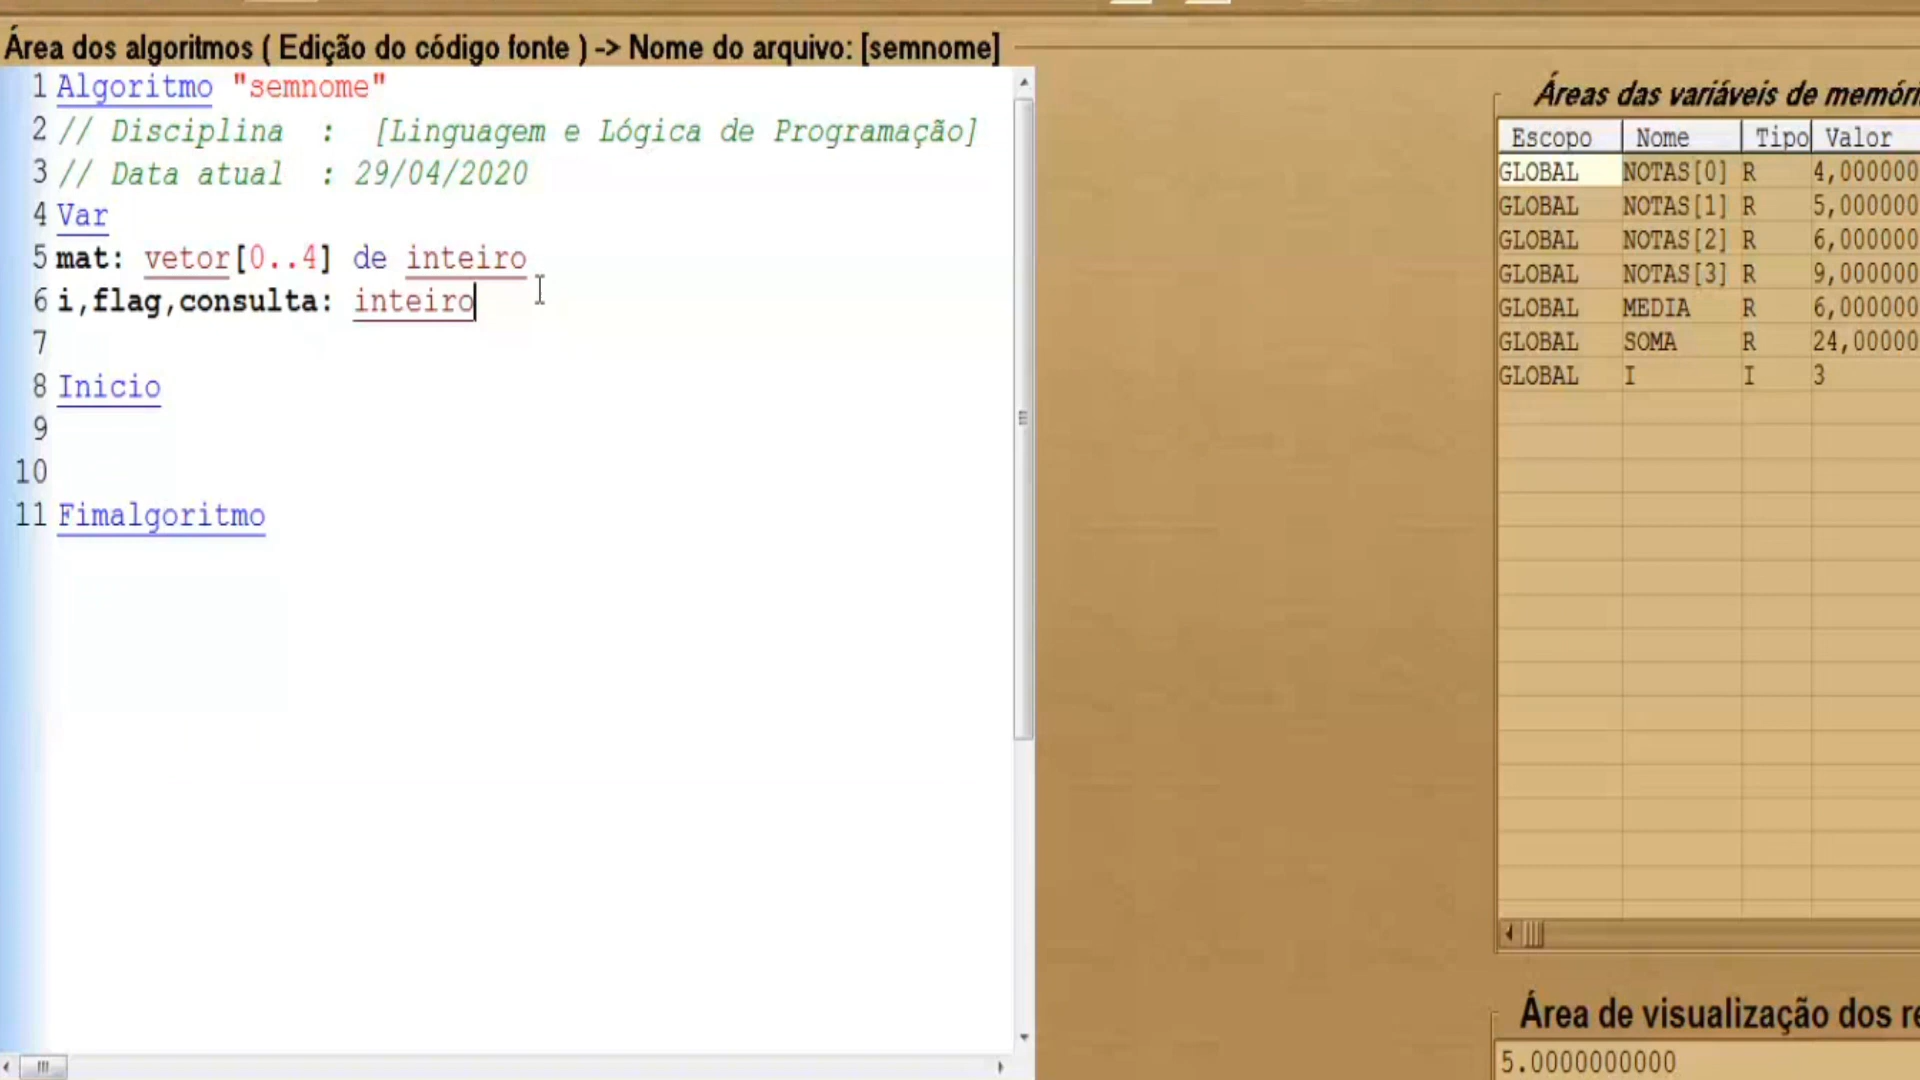 Área dos algoritmos ( Edição do código fonte ) -> Nome do arquivo: [semnome]
1 Algoritmo "semnome"
2 // Disciplina : [Linguagem e Lógica de Programação]
3 // Data atual : 29/04/2020
4 Var
5 mat: vetor[0..4] de inteiro
6 i,flag,consulta: inteiro
7
8 Inicio
9
10
11 Fimalgoritmo
Áreas das variáveis de memóri
Escopo Nome Tipo Valor
GLOBAL NOTAS[0] R 4,000000
GLOBAL NOTAS[1] R 5,000000
GLOBAL NOTAS[2] R 6,000000
GLOBAL NOTAS[3] R 9,000000
GLOBAL MEDIA R 6,000000
GLOBAL SOMA R 24,00000
GLOBAL I I 3
Área de visualização dos re
5.0000000000